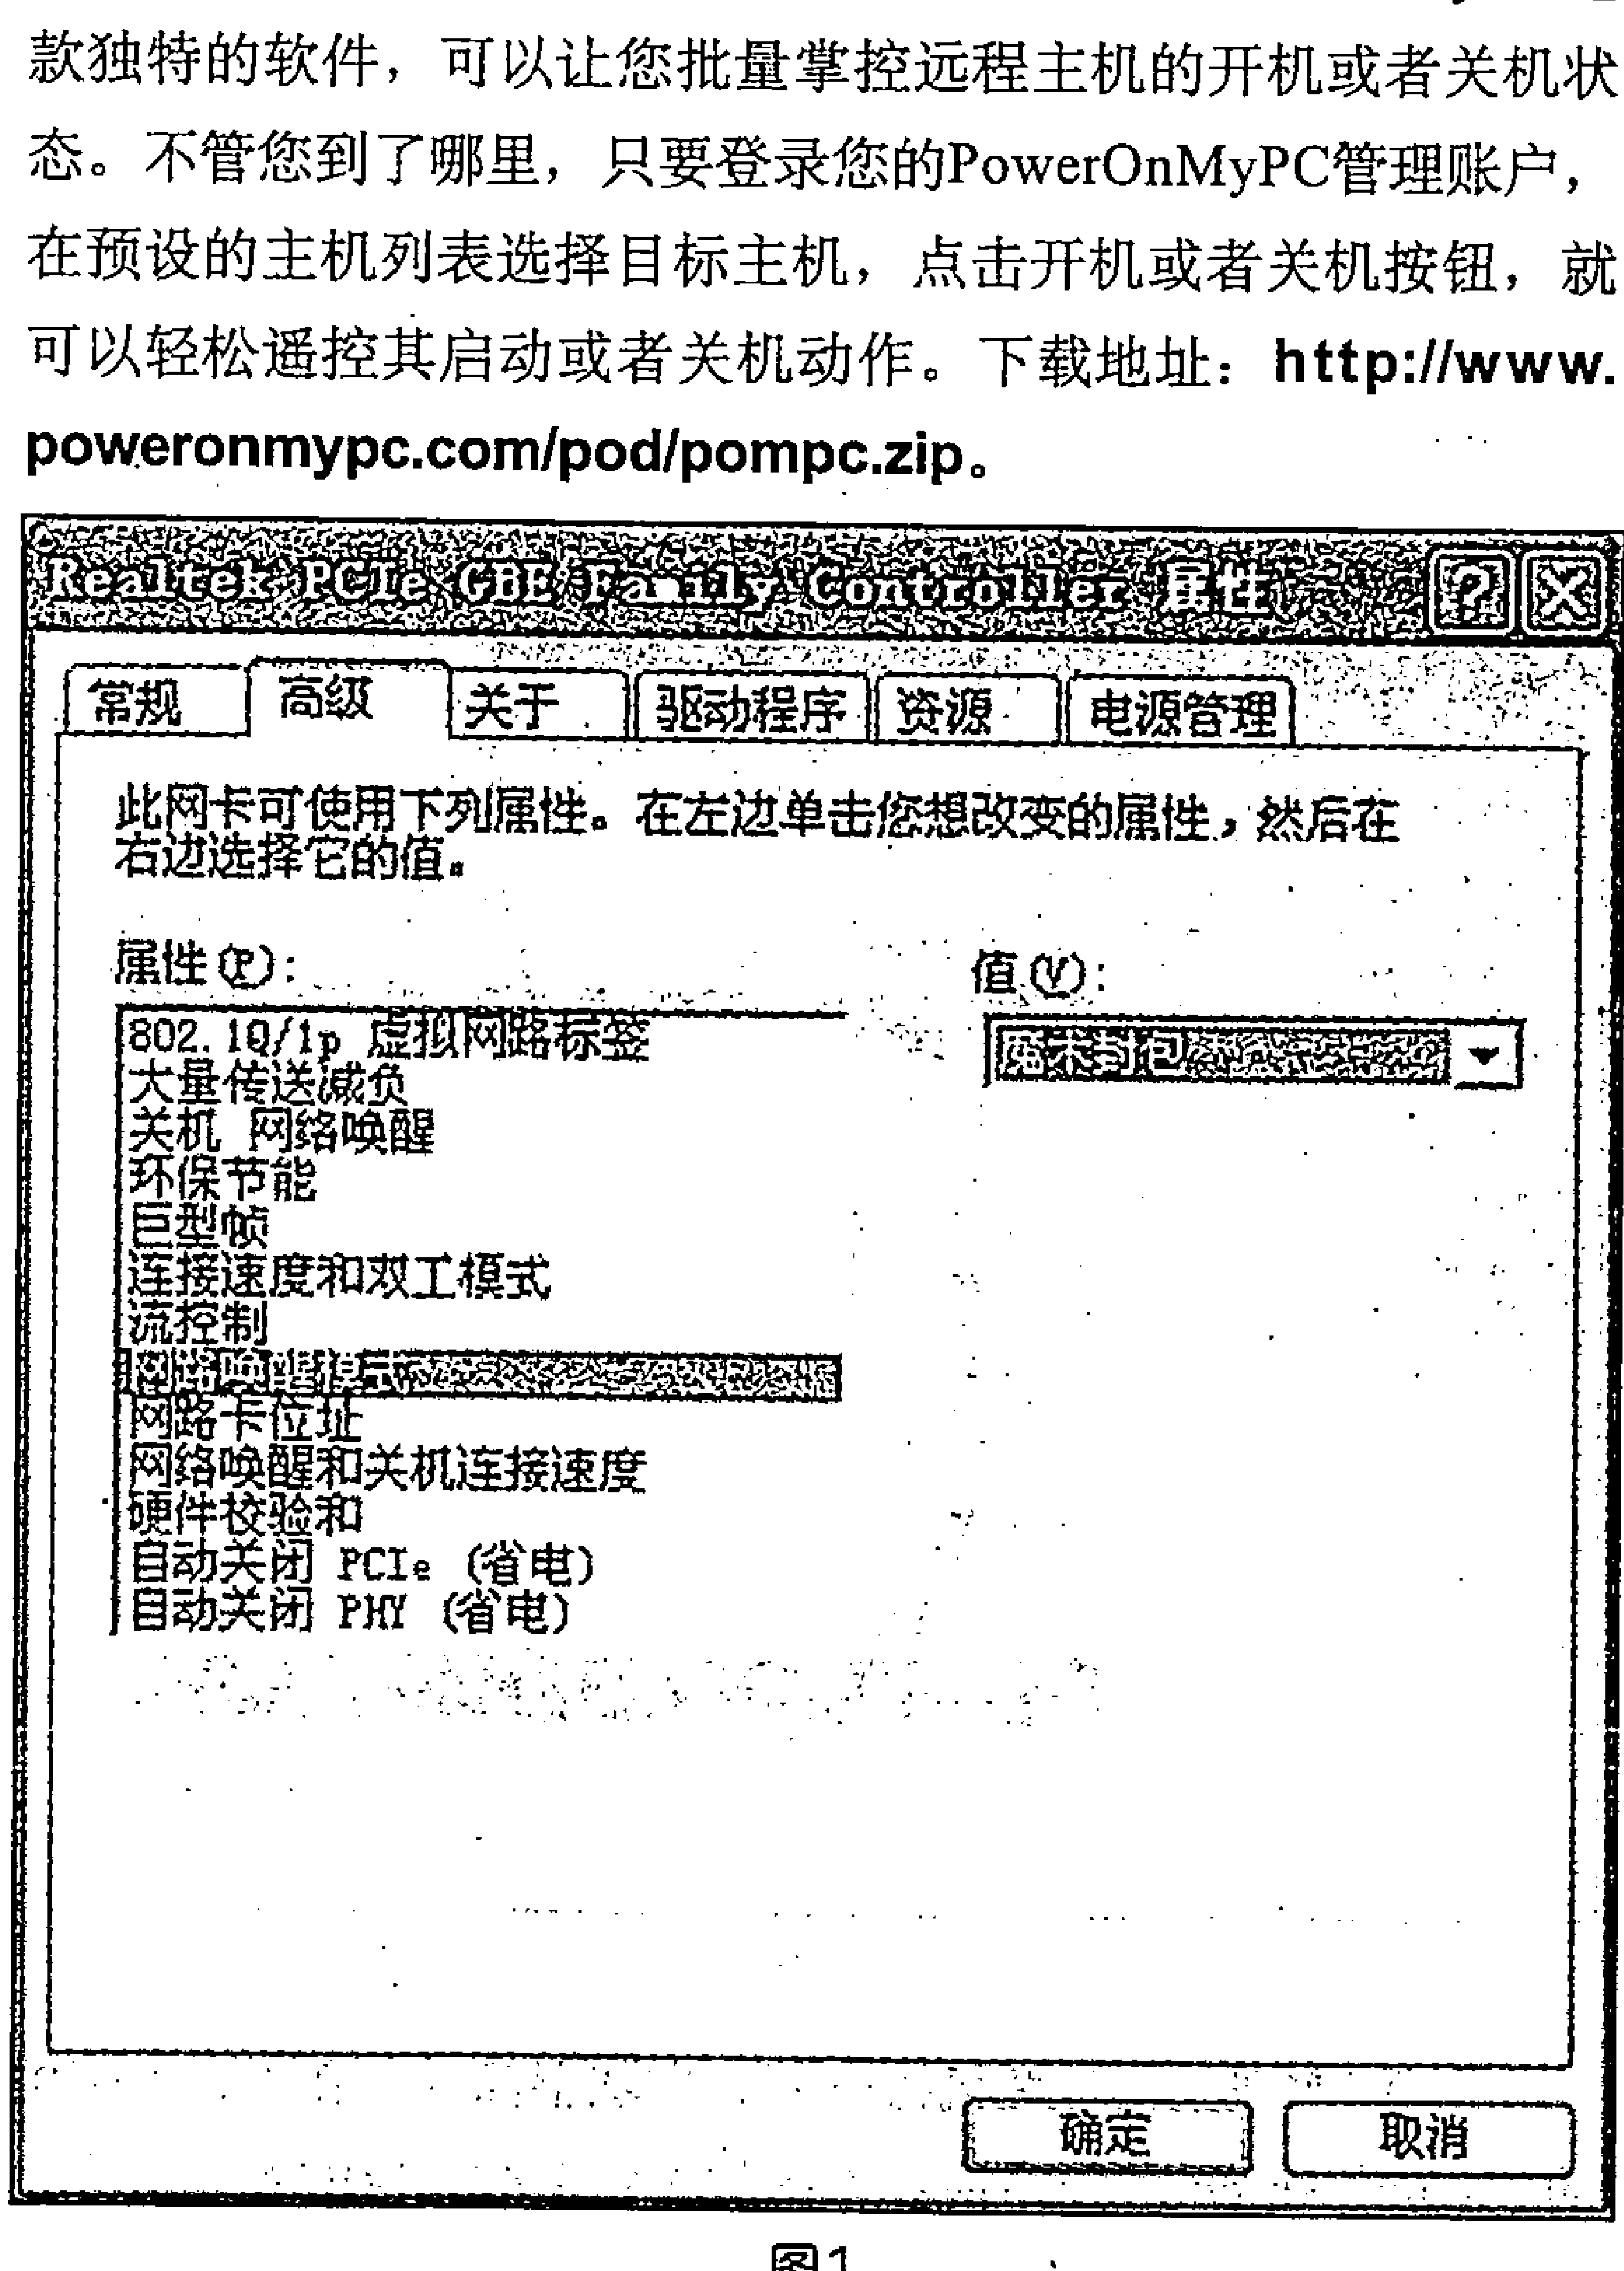 款独特的软件，可以让您批量掌控远程主机的开机或者关机状
态。不管您到了哪里，只要登录您的PowerOnMyPC管理账户，
在预设的主机列表选择目标主机，点击开机或者关机按钮，就
可以轻松遥控其启动或者关机动作。下载地址：http://www.
poweronmypc.com/pod/pompc.zip。
Realtek PCIe GBE Family Controller 属性
常规 高级 关于 驱动程序 资源 电源管理
此网卡可使用下列属性。在左边单击您想改变的属性，然后在
右边选择它的值。
属性(P): 值(V):
802.1Q/1p 虚拟网路标签 魔术封包
大量传送减负
关机 网络唤醒
环保节能
巨型帧
连接速度和双工模式
流控制
网路唤醒模式
网路卡位址
网络唤醒和关机连接速度
硬件校验和
自动关闭 PCIe (省电)
自动关闭 PHY (省电)
确定 取消
图1